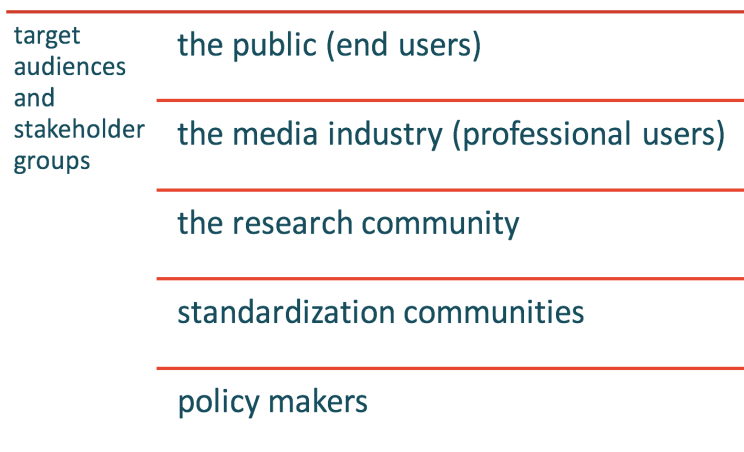 target
audiences
and
stakeholder
groups
the public (end users)
the media industry (professional users)
the research community
standardization communities
policy makers